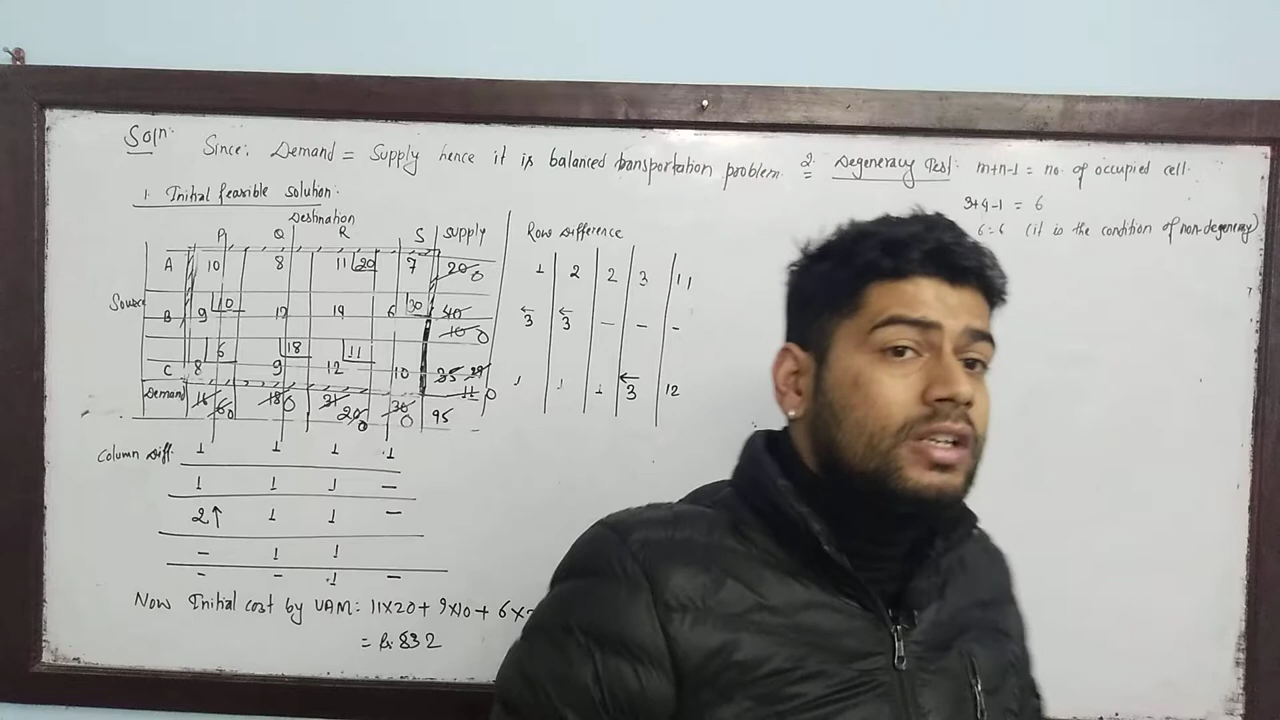 Soln.
Since, Demand = Supply hence it is balanced transportation problem.
1. Initial feasible solution.
Destination
P Q R S Supply
Row Difference
A 10 8 11 20 7 20 0
1 2 2 3 11
Source
10 30
B 9 12 14 6 40
10 0
3 3 - - -
6 18 11
C 8 9 12 10 35 29
11 0
1 1 1 3 12
Demand 16 18 0 31 30
6 0 20 0 0 95
Column Diff. 1 1 1 1
1 1 1 -
2↑ 1 1 -
- 1 1
- - 1 -
Now Initial cost by VAM: 11x20 + 9x10 + 6x
= Rs. 832
2. Degeneracy Test: m+n-1 = no. of occupied cell.
3+4-1 = 6
6=6 (it is the condition of non-degeneracy)